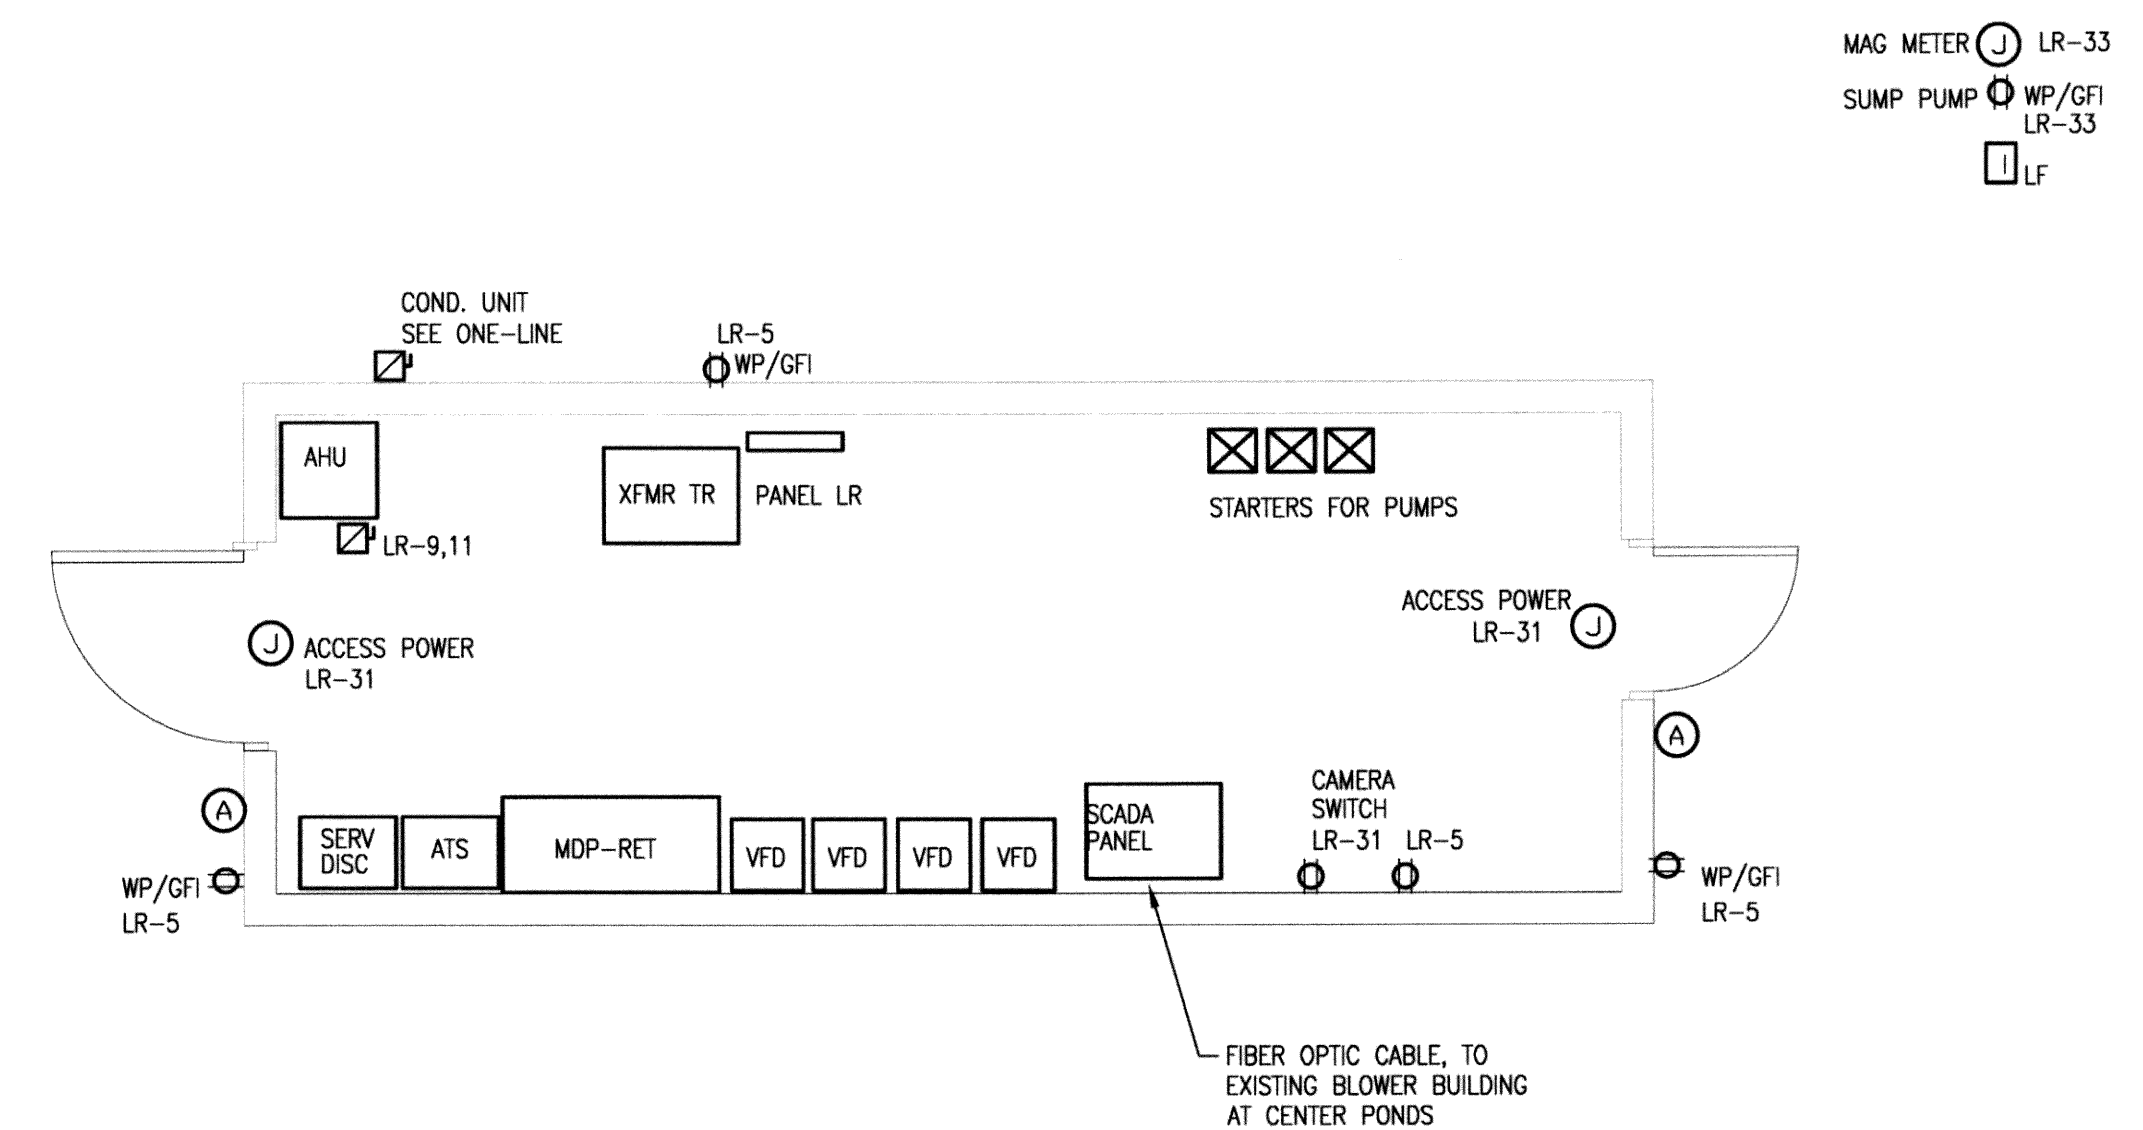 MAG METER J LR-33
SUMP PUMP WP/GFI
LR-33
LF
COND. UNIT
SEE ONE-LINE
LR-5
WP/GFI
AHU
XFMR TR
PANEL LR
STARTERS FOR PUMPS
LR-9,11
J ACCESS POWER
LR-31
ACCESS POWER
LR-31 J
A
A
SERV
DISC
ATS
MDP-RET
VFD
VFD
VFD
VFD
SCADA
PANEL
CAMERA
SWITCH
LR-31
LR-5
WP/GFI
LR-5
WP/GFI
LR-5
FIBER OPTIC CABLE, TO
EXISTING BLOWER BUILDING
AT CENTER PONDS